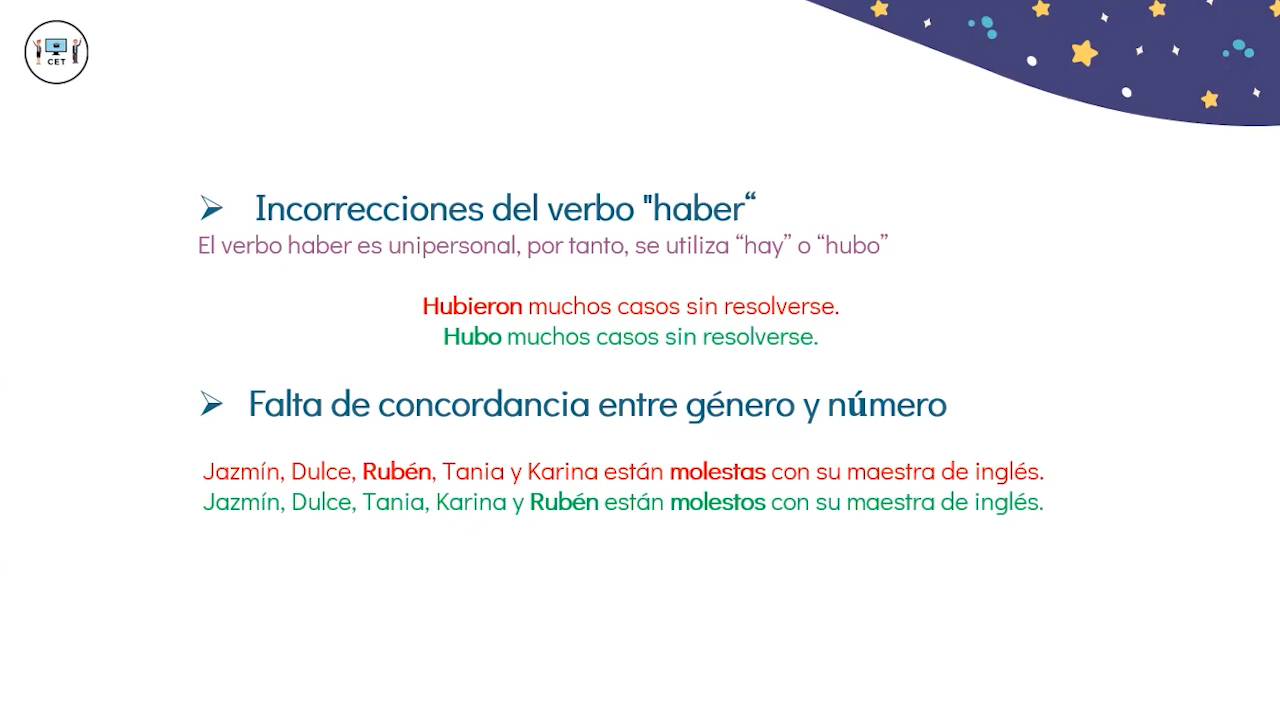 CET
Incorrecciones del verbo "haber“
El verbo haber es unipersonal, por tanto, se utiliza “hay” o “hubo”
Hubieron muchos casos sin resolverse.
Hubo muchos casos sin resolverse.
Falta de concordancia entre género y número
Jazmín, Dulce, Rubén, Tania y Karina están molestas con su maestra de inglés.
Jazmín, Dulce, Tania, Karina y Rubén están molestos con su maestra de inglés.